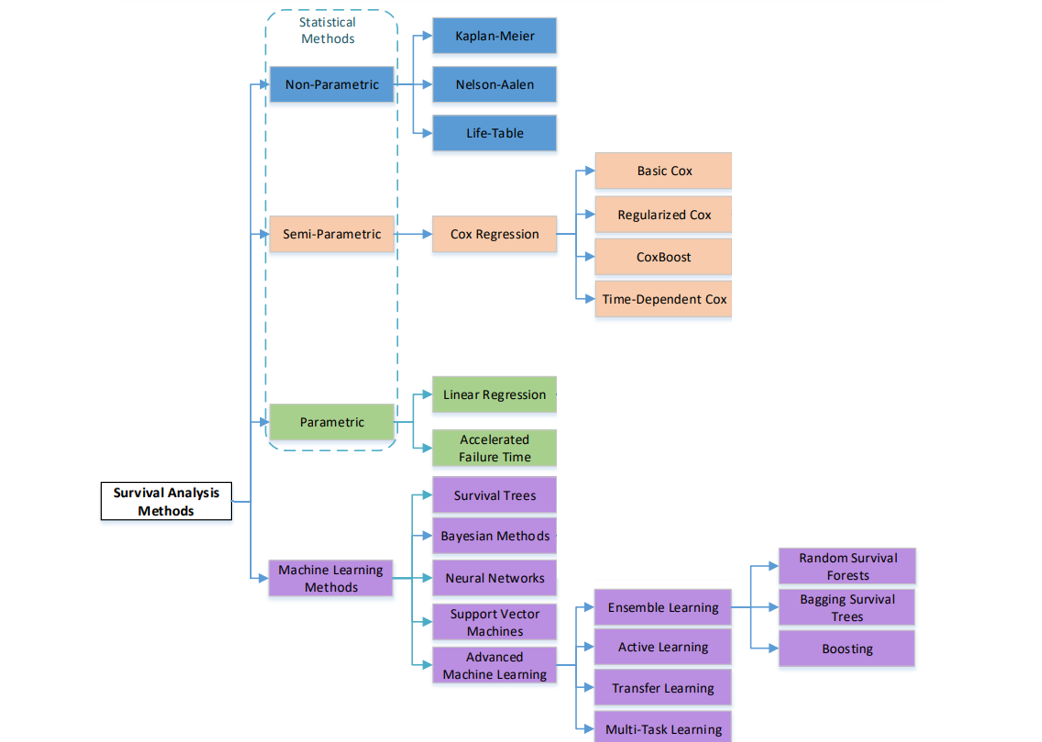 Statistical
Methods
Non-Parametric
Kaplan-Meier
Nelson-Aalen
Life-Table
Semi-Parametric
Cox Regression
Basic Cox
Regularized Cox
CoxBoost
Time-Dependent Cox
Parametric
Linear Regression
Accelerated
Failure Time
Survival Analysis
Methods
Machine Learning
Methods
Survival Trees
Bayesian Methods
Neural Networks
Support Vector
Machines
Advanced
Machine Learning
Ensemble Learning
Active Learning
Transfer Learning
Multi-Task Learning
Random Survival
Forests
Bagging Survival
Trees
Boosting